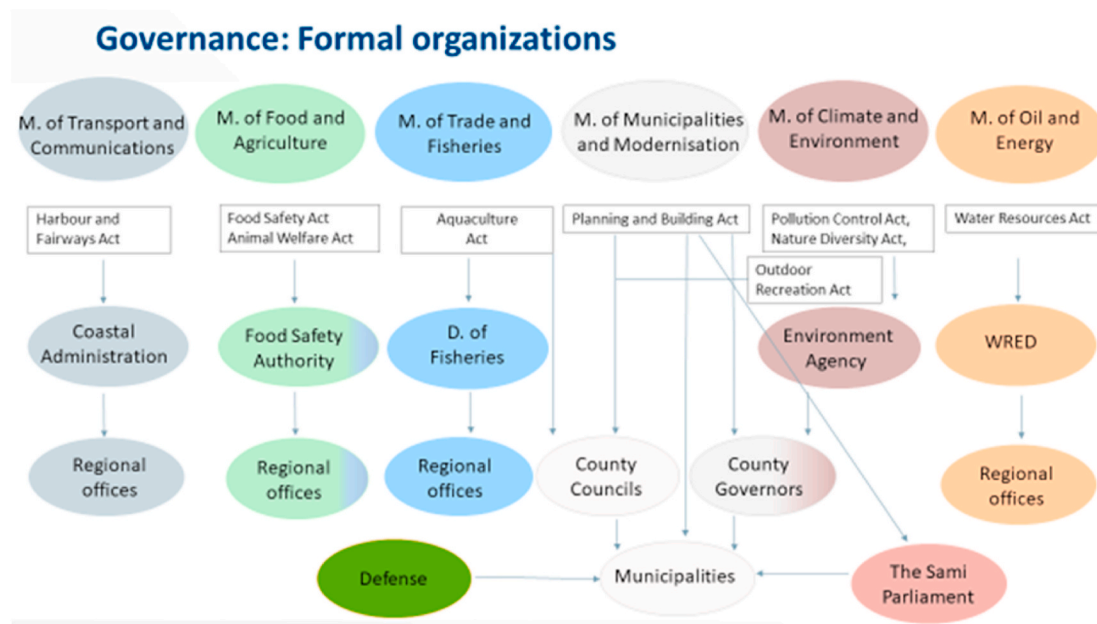 Governance: Formal organizations
M. of Transport and
Communications
M. of Food and
Agriculture
M. of Trade and
Fisheries
M. of Municipalities
and Modernisation
M. of Climate and
Environment
M. of Oil and
Energy
Harbour and
Fairways Act
Food Safety Act
Animal Welfare Act
Aquaculture
Act
Planning and Building Act
Pollution Control Act,
Nature Diversity Act,
Water Resources Act
Outdoor
Recreation Act
Coastal
Administration
Food Safety
Authority
D. of
Fisheries
Environment
Agency
WRED
Regional
offices
Regional
offices
Regional
offices
County
Councils
County
Governors
Regional
offices
Defense
Municipalities
The Sami
Parliament